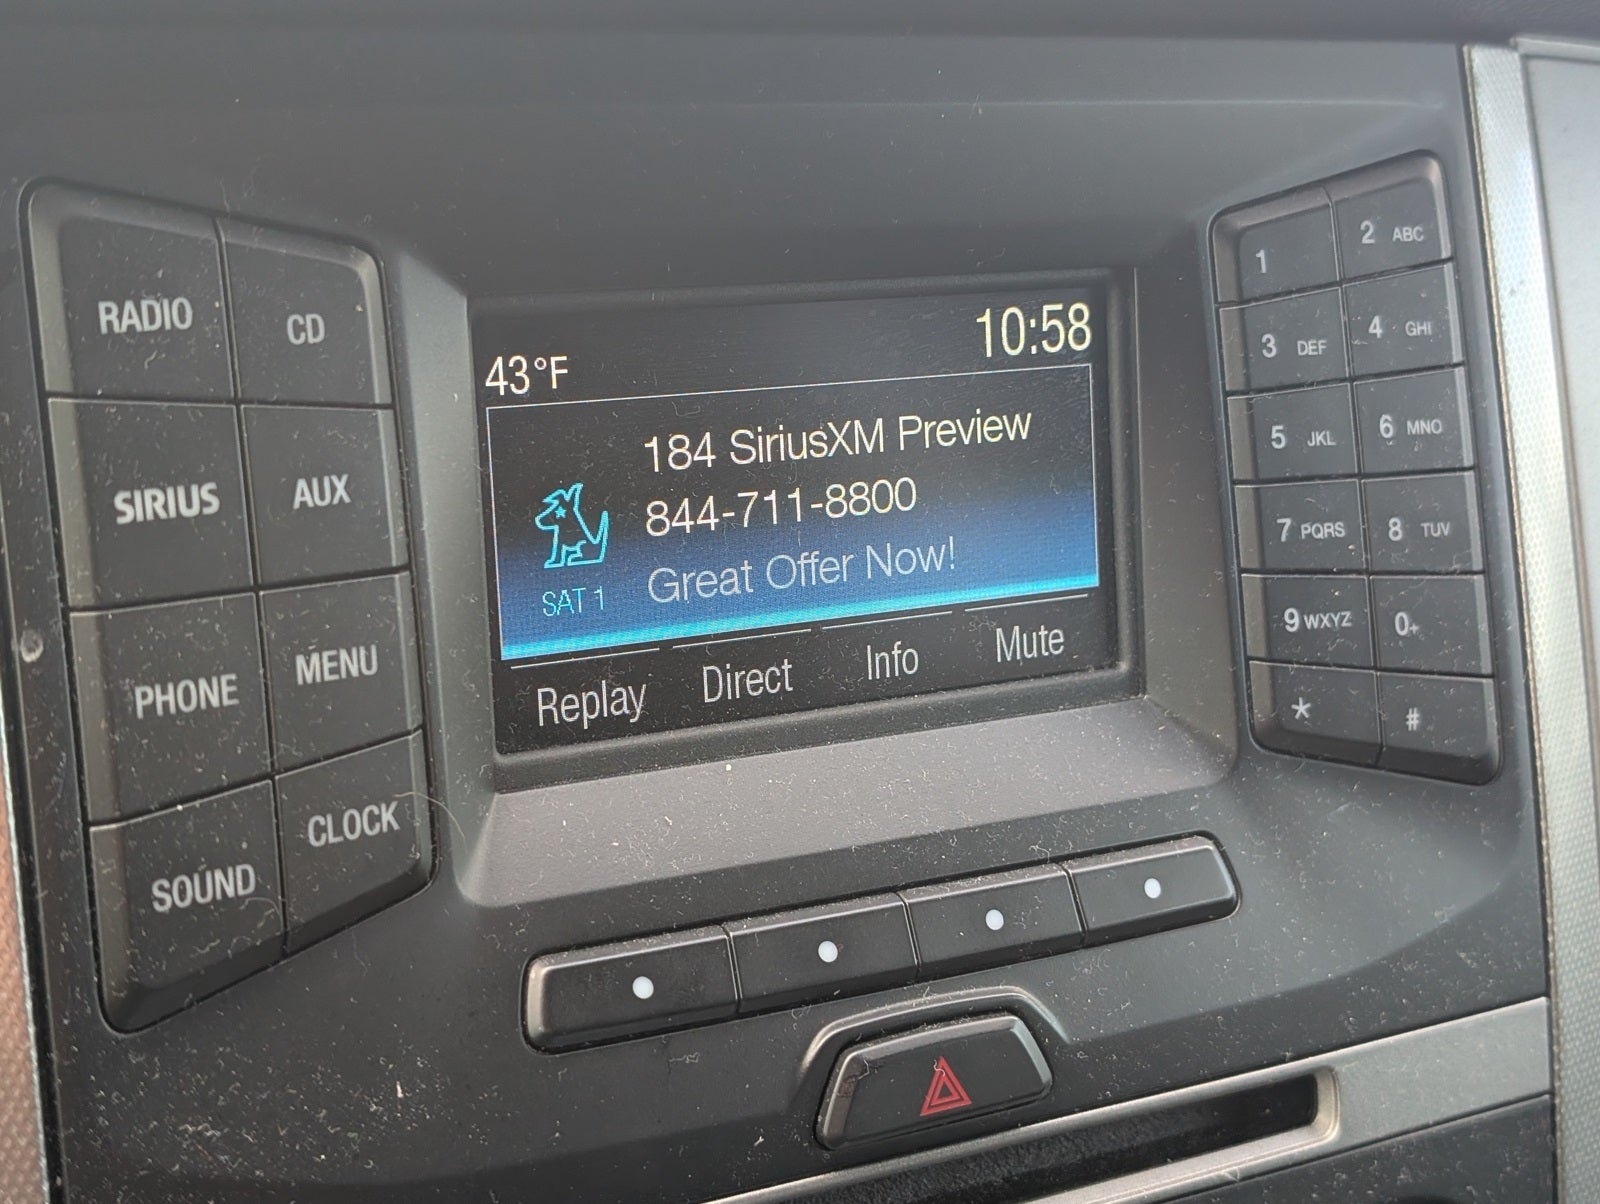 RADIO
CD
SIRIUS
AUX
PHONE
MENU
SOUND
CLOCK
43°F
10:58
184 SiriusXM Preview
844-711-8800
Great Offer Now!
SAT 1
Replay
Direct
Info
Mute
1
2 ABC
3 DEF
4 GHI
5 JKL
6 MNO
7 PQRS
8 TUV
9 WXYZ
0+
*
#